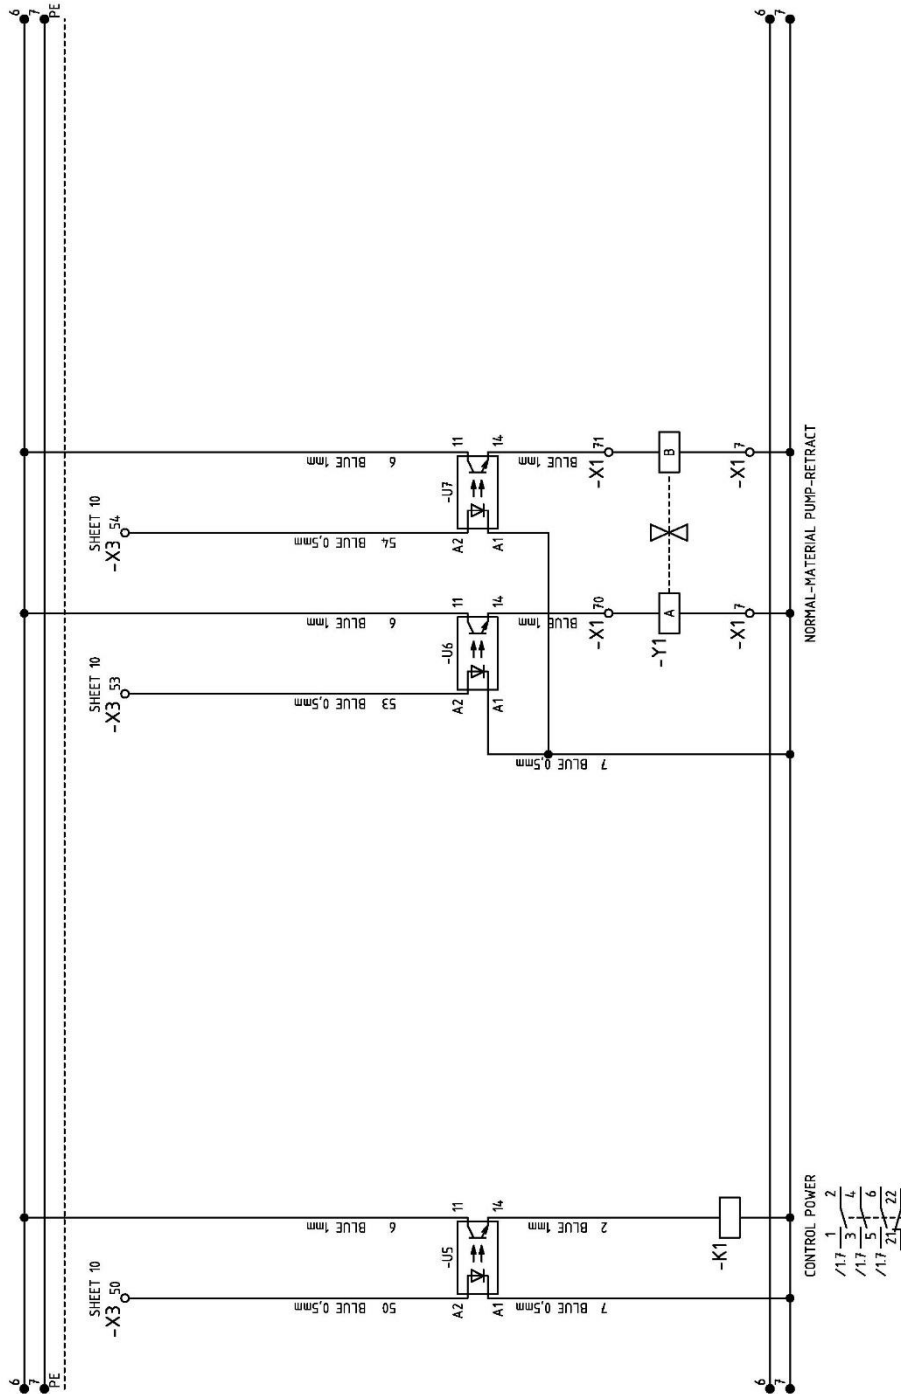 6
7
PE
6
7
PE
SHEET 10
-X3 50
50 BLUE 0,5mm
6 BLUE 1mm
-U5
A2
A1
11
14
7 BLUE 0,5mm
2 BLUE 1mm
-K1
CONTROL POWER
/1.7 1 2
/1.7 3 4
/1.7 5 6
21 22
SHEET 10
-X3 53
53 BLUE 0,5mm
6 BLUE 1mm
-U6
A2
A1
11
14
7 BLUE 0,5mm
BLUE 1mm
-X1 70
-Y1
A
-X1 7
SHEET 10
-X3 54
54 BLUE 0,5mm
6 BLUE 1mm
-U7
A2
A1
11
14
BLUE 1mm
-X1 71
B
-X1 7
NORMAL-MATERIAL PUMP-RETRACT
6
7
6
7